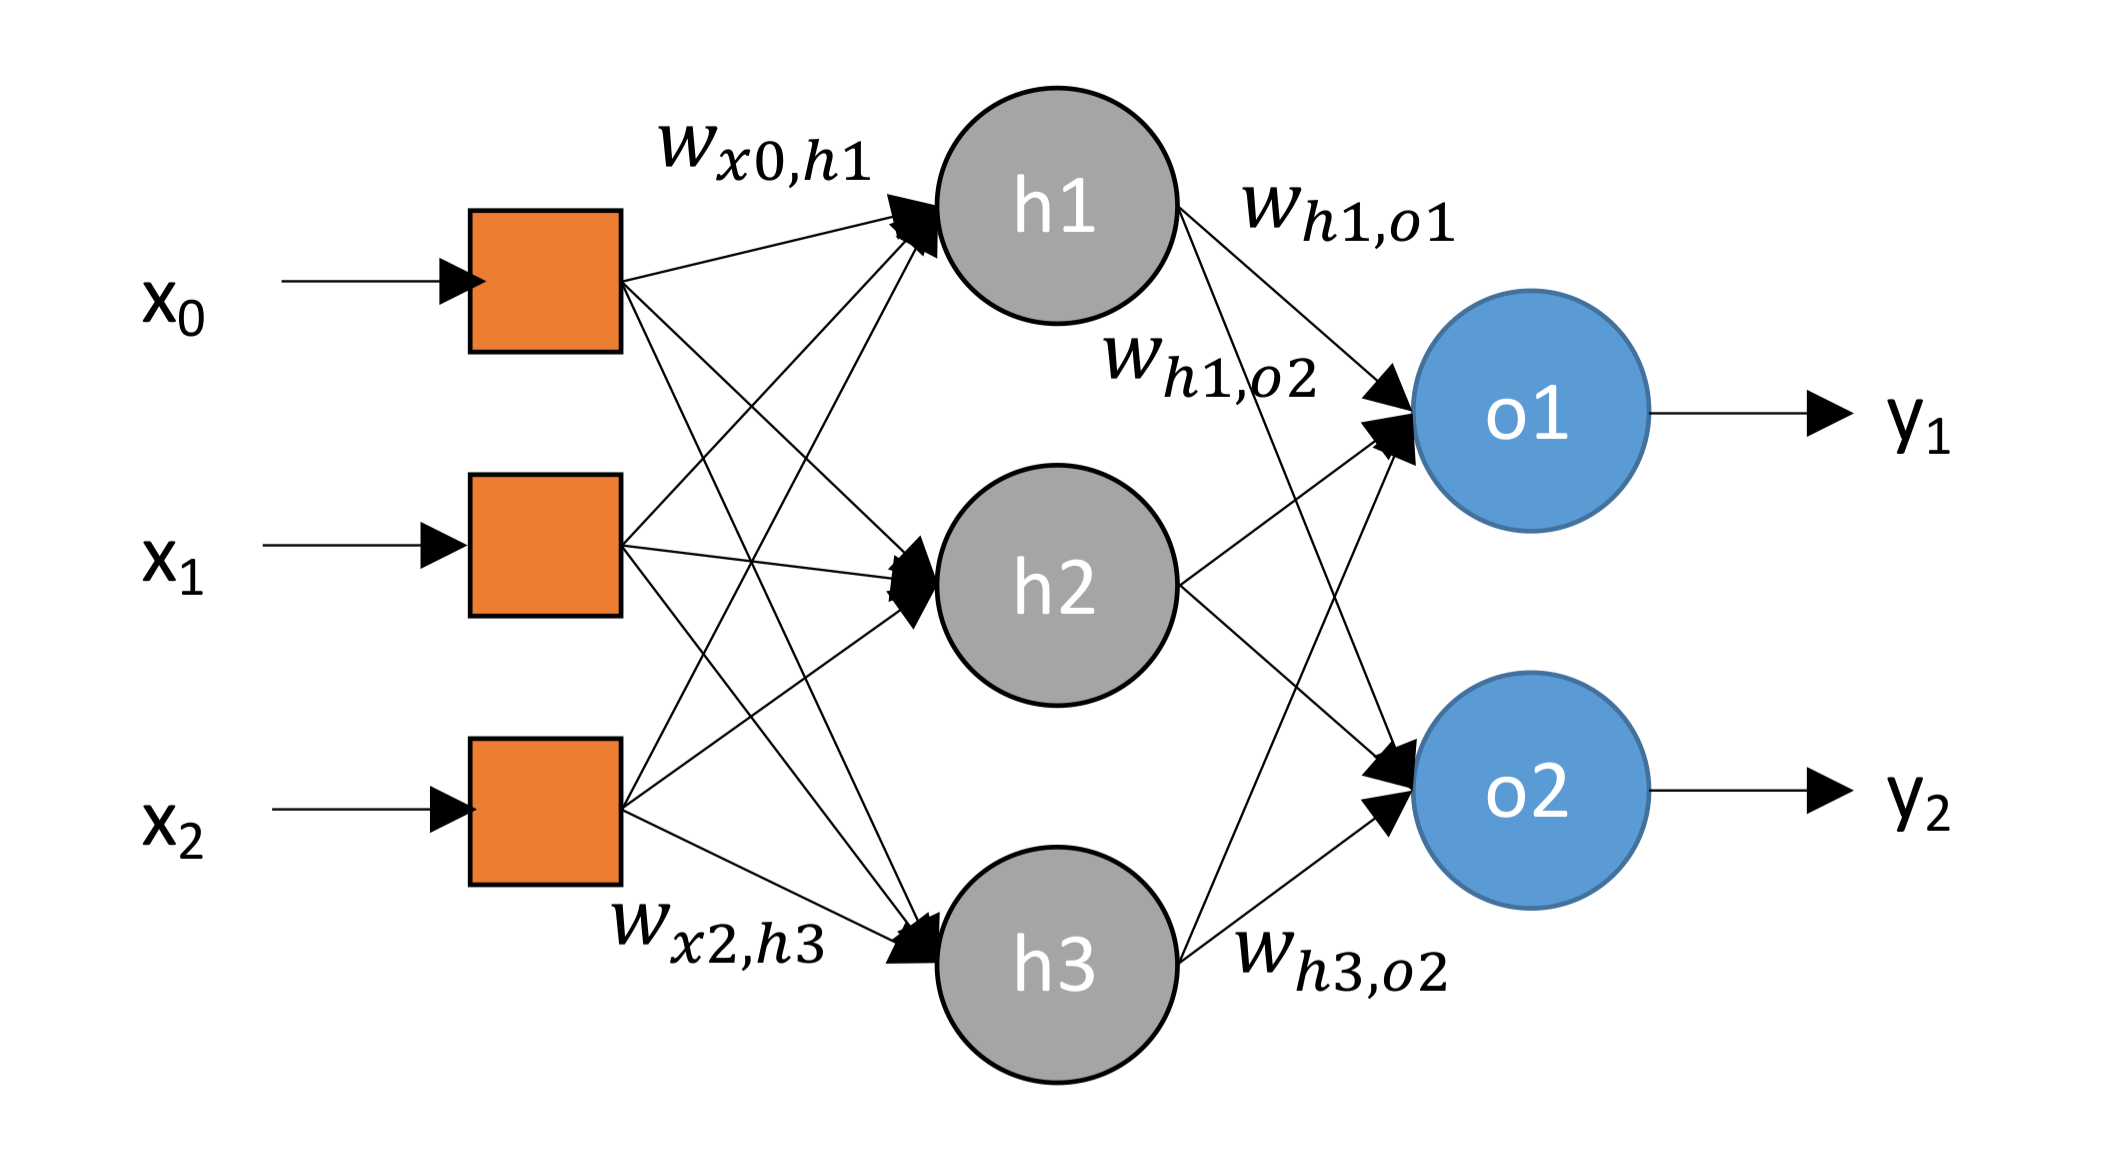 w_{x0,h1}
h1
w_{h1,o1}
x_0
w_{h1,o2}
o1
y_1
x_1
h2
x_2
o2
y_2
w_{x2,h3}
h3
w_{h3,o2}